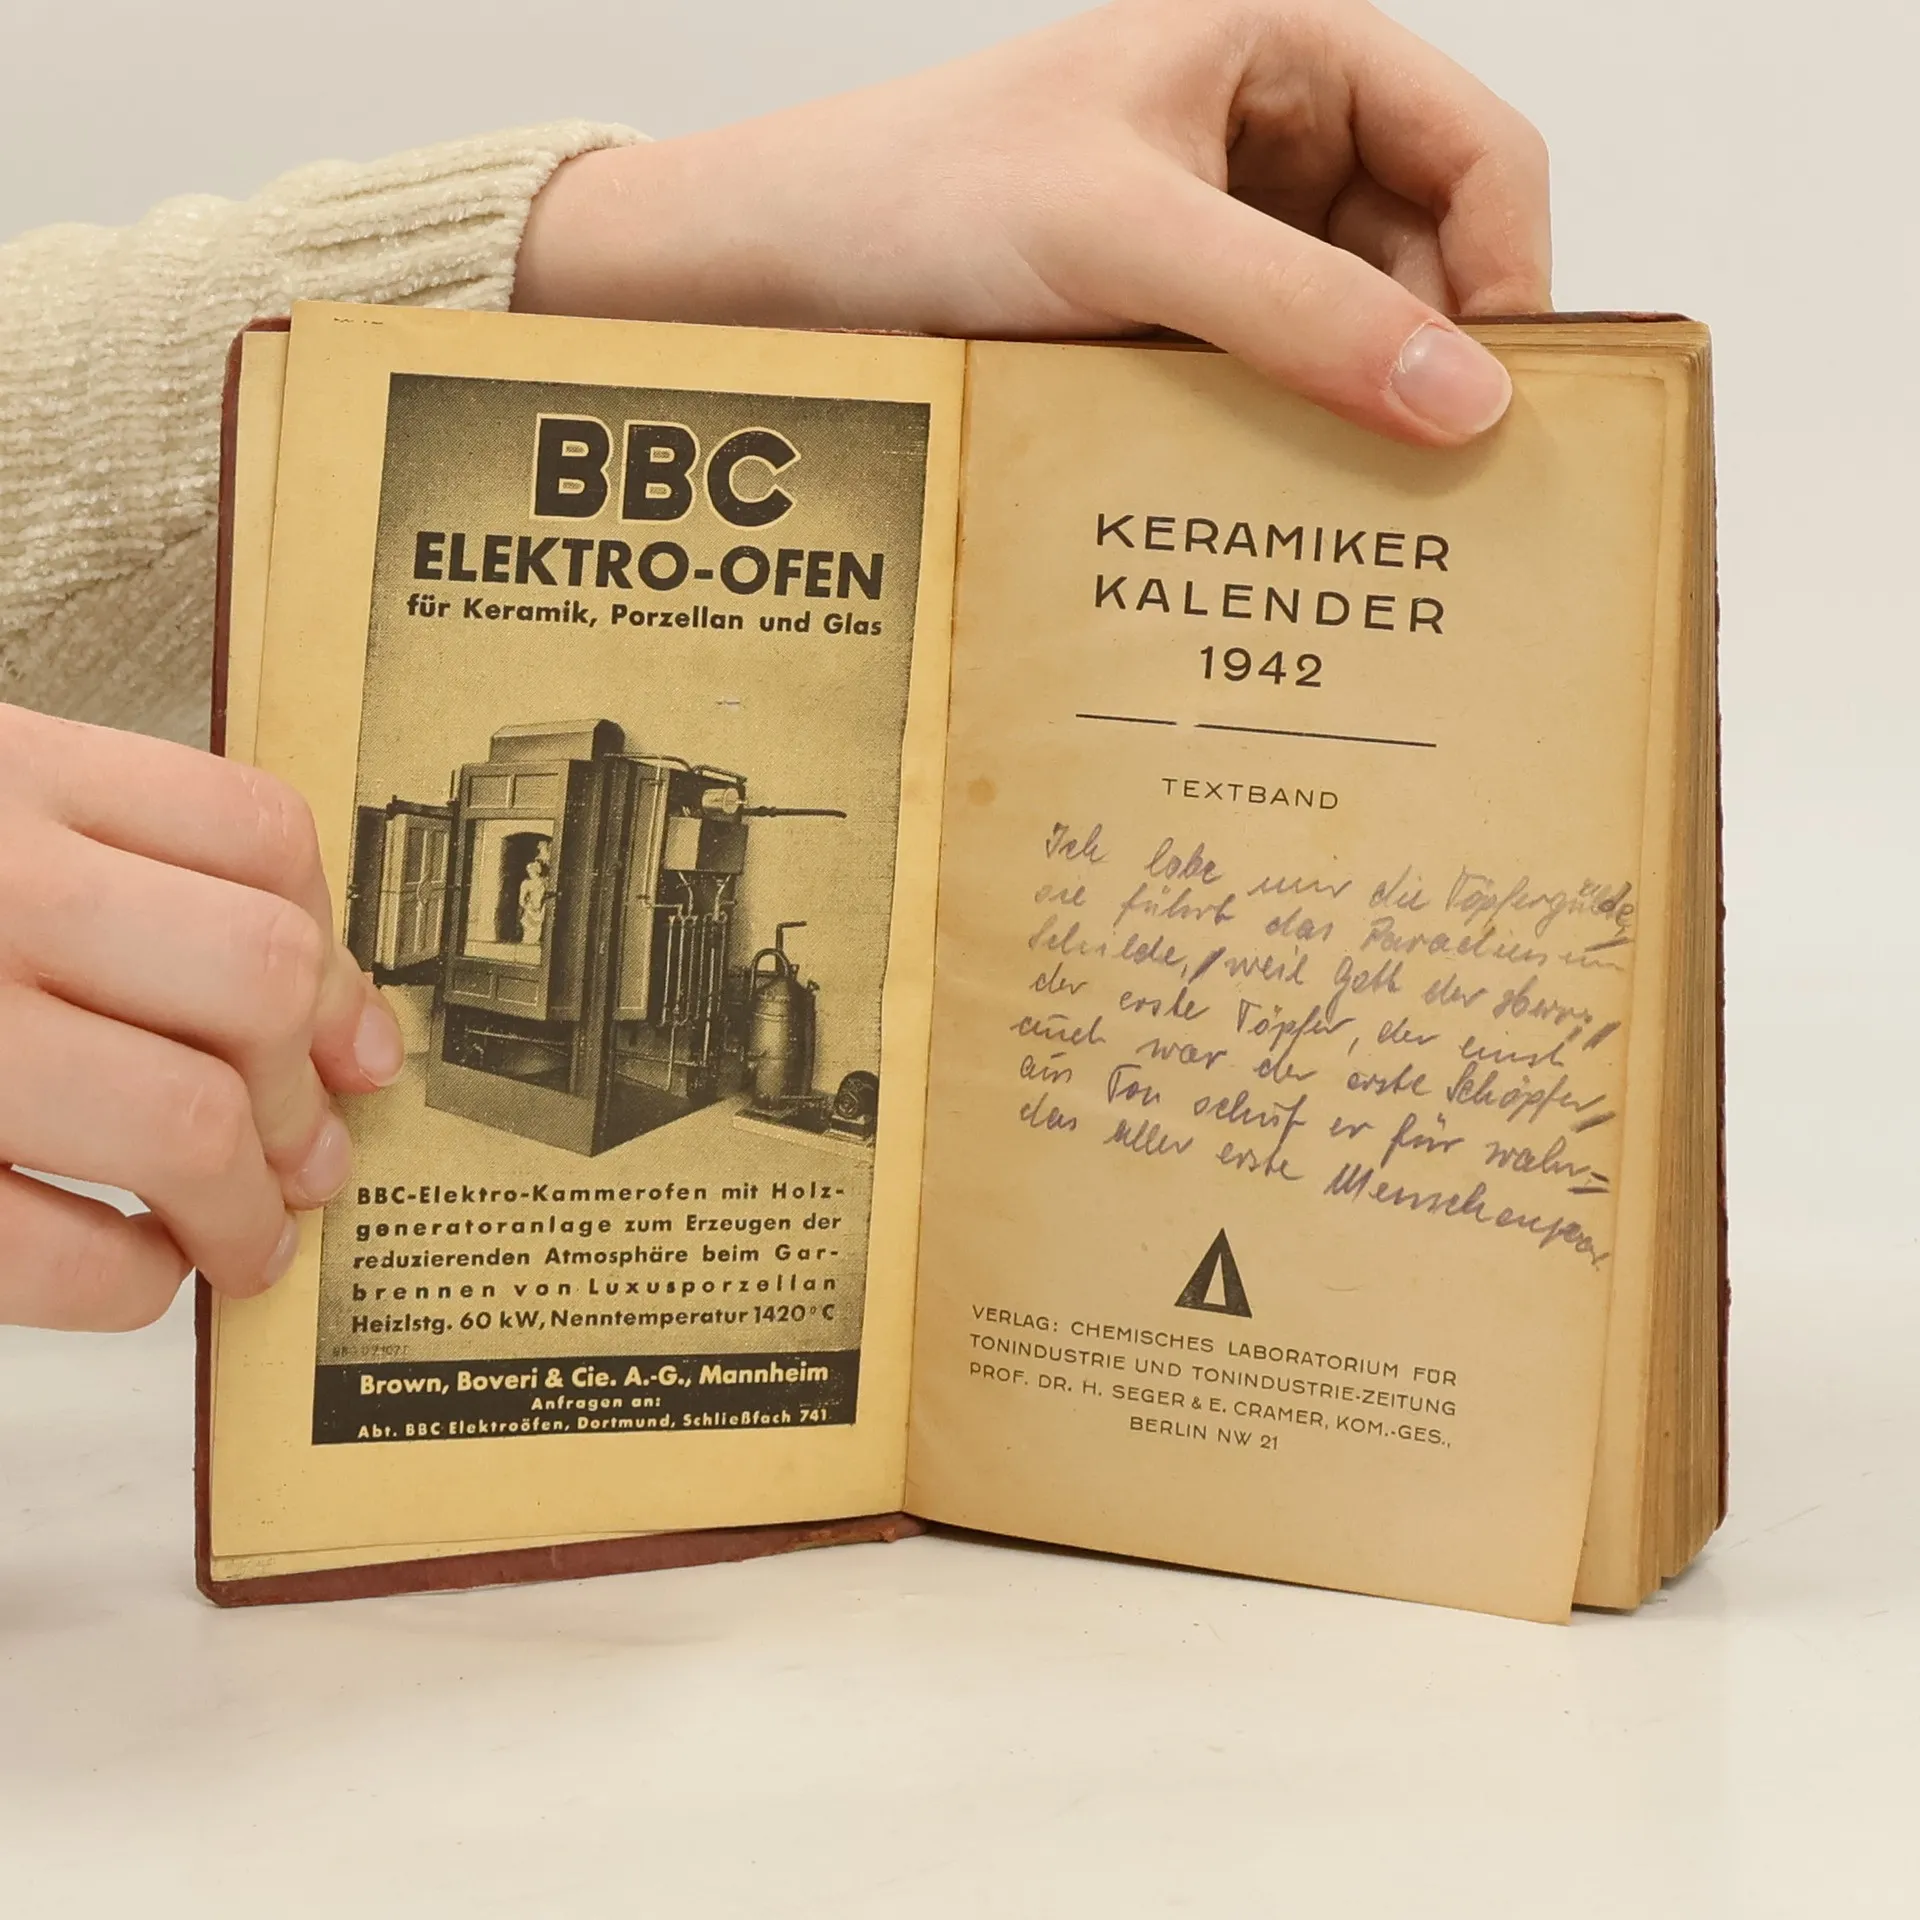 BBC
ELEKTRO-OFEN
für Keramik, Porzellan und Glas
BBC-Elektro-Kammerofen mit Holz-
generatoranlage zum Erzeugen der
reduzierenden Atmosphäre beim Gar-
brennen von Luxusporzellan
Heizlstg. 60 kW, Nenntemperatur 1420°C
Brown, Boveri & Cie. A.-G., Mannheim
Anfragen an:
Abt. BBC Elektroöfen, Dortmund, Schließfach 741
KERAMIKER
KALENDER
1942
TEXTBAND
Ich lobe mir die Töpfergülde,
sie führt das Paradies im
Schilde, weil Gott der Herr,
der erste Töpfer, der einst
auch war der erste Schöpfer
aus Ton schuf er für wahr=
das aller erste Menschenpaar.
VERLAG: CHEMISCHES LABORATORIUM FÜR
TONINDUSTRIE UND TONINDUSTRIE-ZEITUNG
PROF. DR. H. SEGER & E. CRAMER, KOM.-GES.,
BERLIN NW 21